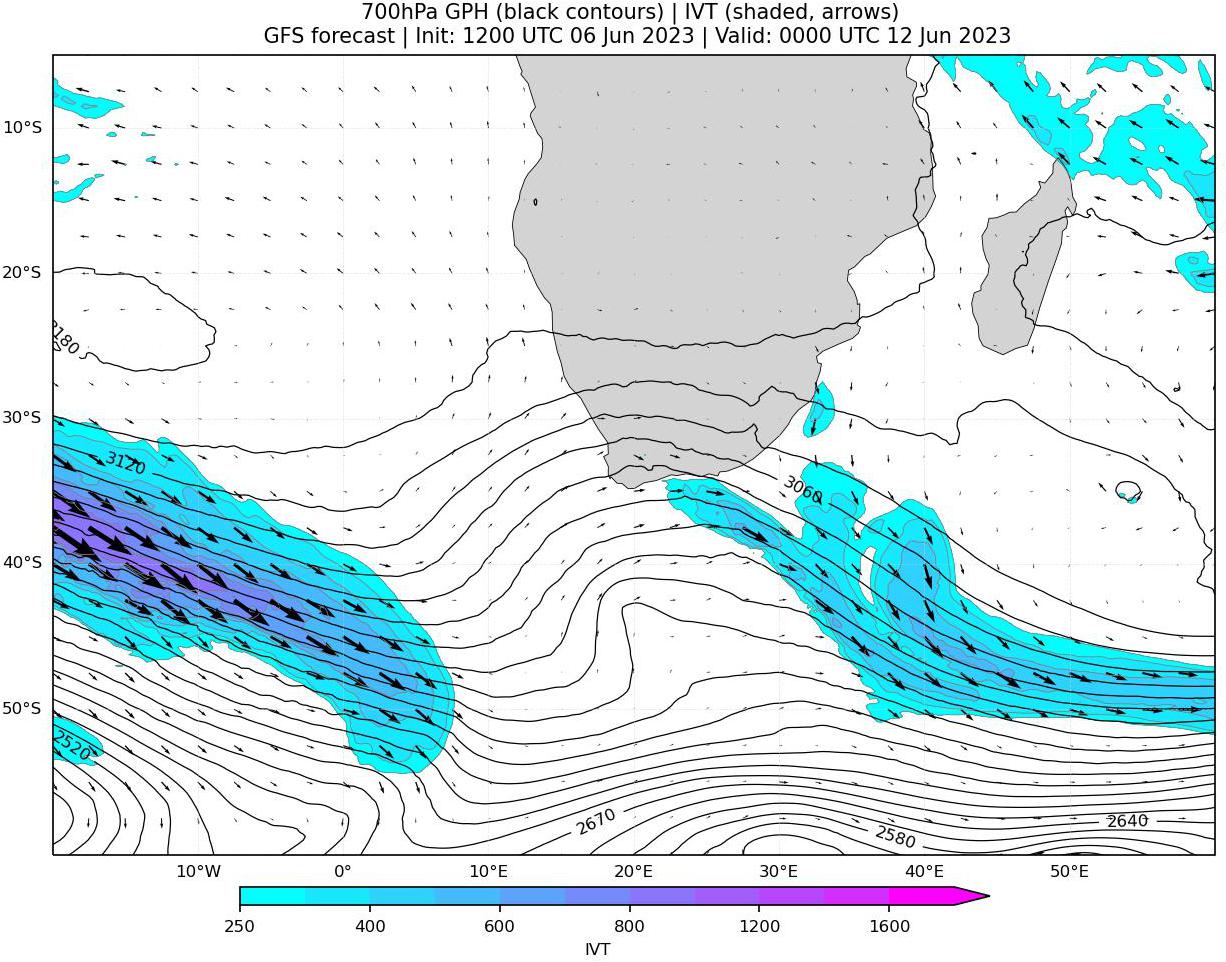 700hPa GPH (black contours) | IVT (shaded, arrows)
GFS forecast | Init: 1200 UTC 06 Jun 2023 | Valid: 0000 UTC 12 Jun 2023
10°S
20°S
3180
30°S
3120
3060
40°S
50°S
2520
2670
2580
2640
10°W
0°
10°E
20°E
30°E
40°E
50°E
250
400
600
800
1200
1600
IVT